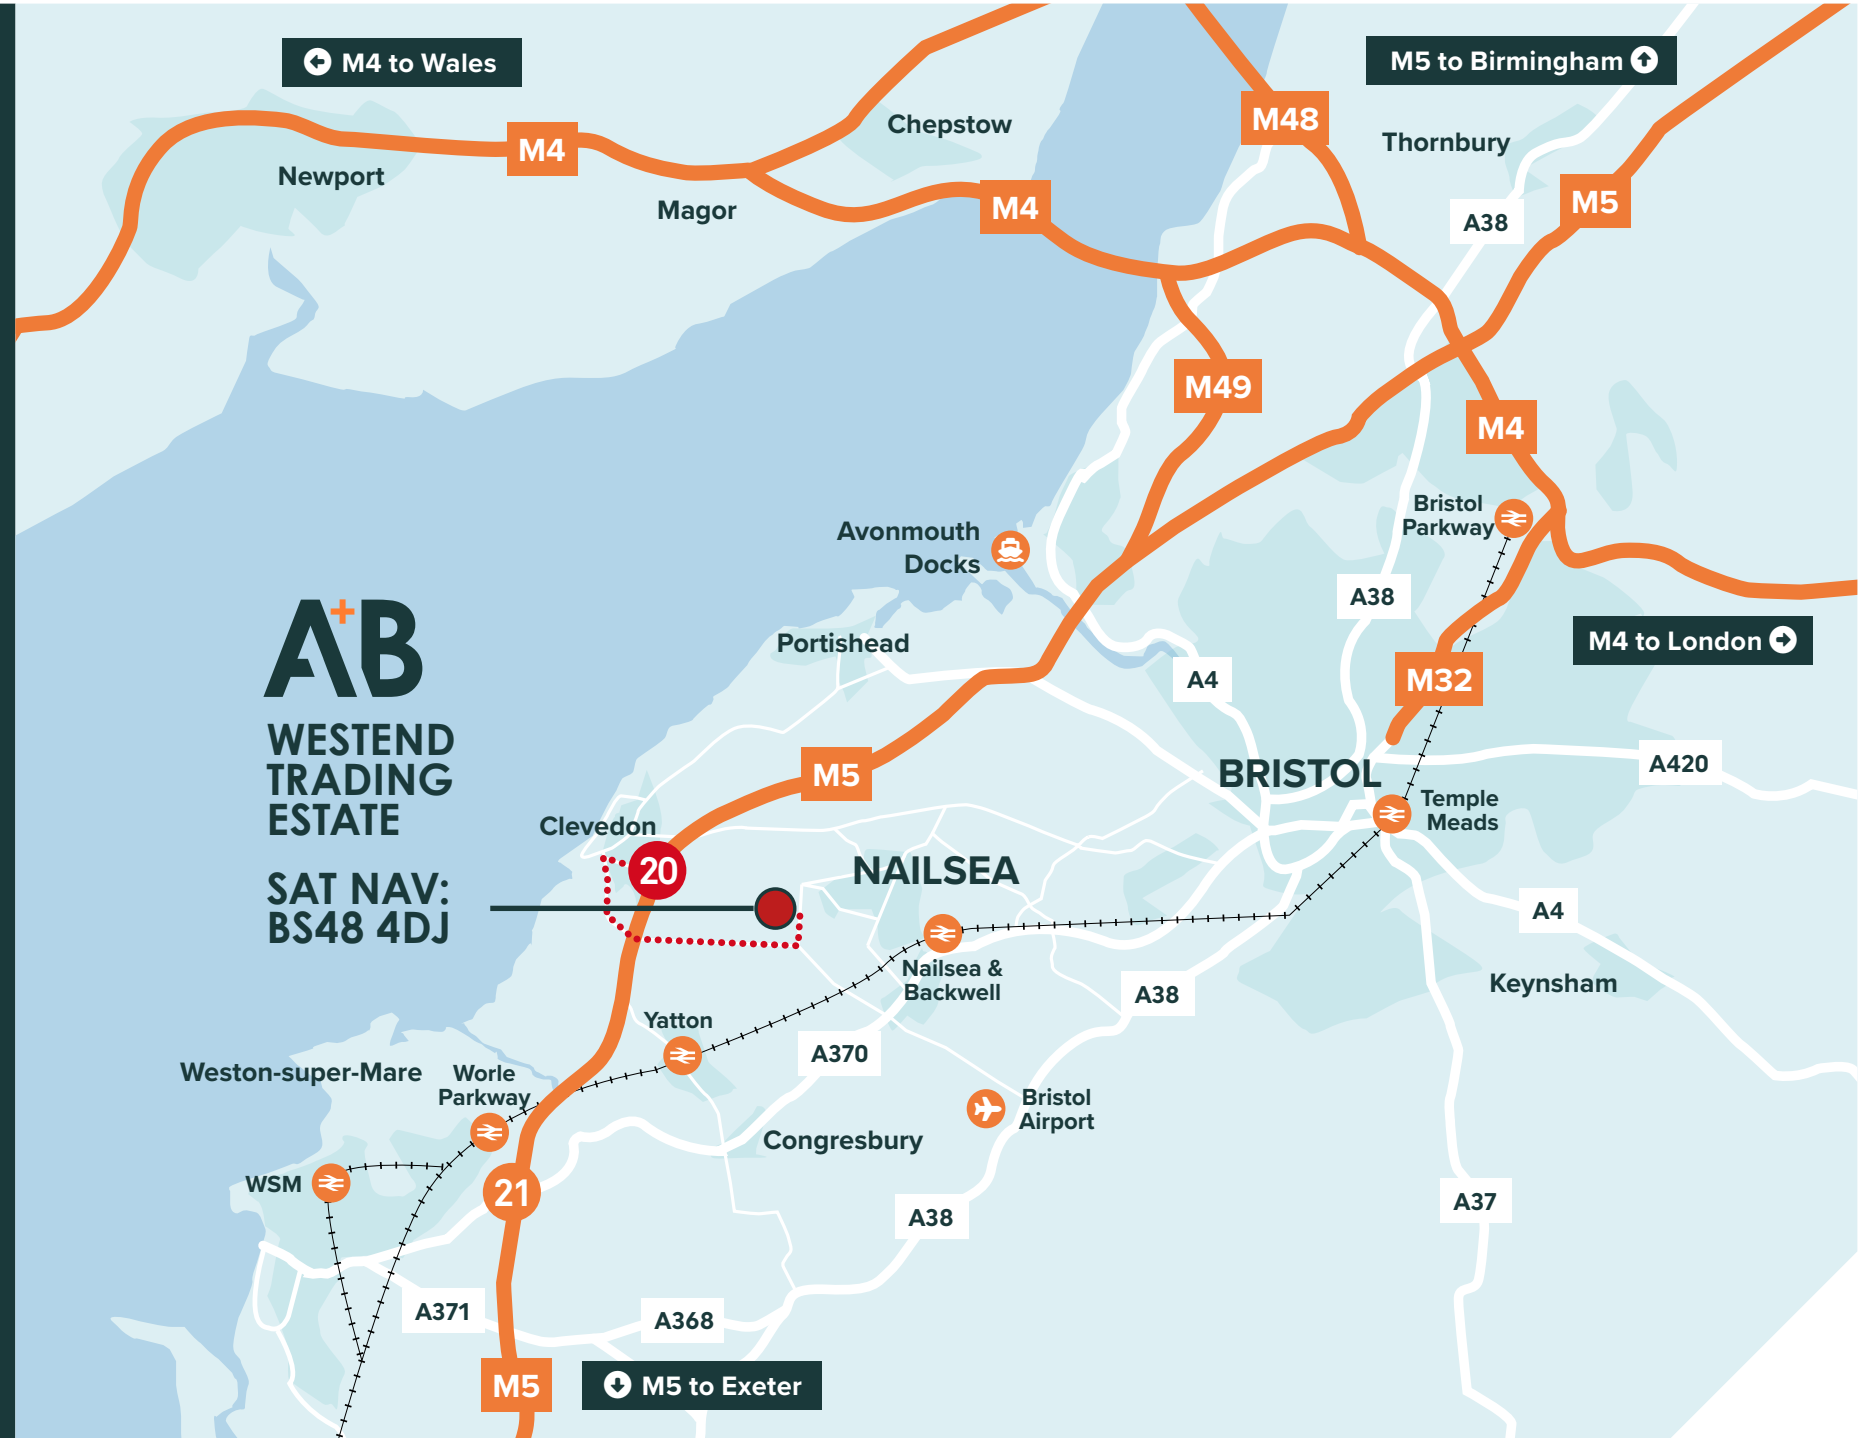 M4 to Wales
M5 to Birmingham
M48
Chepstow
Thornbury
M4
Newport
M5
Magor
M4
A38
M49
M4
Bristol
Parkway
Avonmouth
Docks
A38
A+B
Portishead
M4 to London
A4
M32
WESTEND
TRADING
ESTATE
M5
BRISTOL
A420
Temple
Meads
Clevedon
20
NAILSEA
SAT NAV:
BS48 4DJ
A4
Nailsea &
Backwell
Keynsham
A38
Yatton
A370
Weston-super-Mare
Worle
Parkway
Bristol
Airport
Congresbury
WSM
21
A38
A37
A371
A368
M5
M5 to Exeter